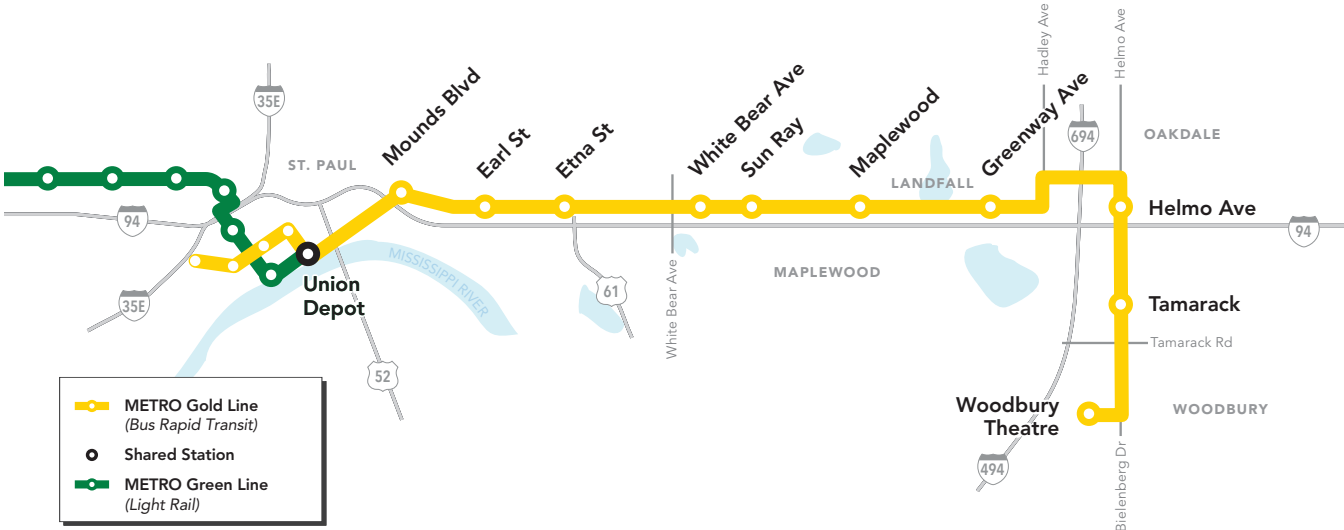 Hadley Ave
Helmo Ave
35E
ST. PAUL
Mounds Blvd
Earl St
Etna St
White Bear Ave
Sun Ray
Maplewood
Greenway Ave
694
OAKDALE
LANDFALL
94
Helmo Ave
94
MISSISSIPPI RIVER
MAPLEWOOD
Union
Depot
35E
61
White Bear Ave
Tamarack
Tamarack Rd
52
Woodbury
Theatre
WOODBURY
494
Bielenberg Dr
METRO Gold Line
(Bus Rapid Transit)
Shared Station
METRO Green Line
(Light Rail)